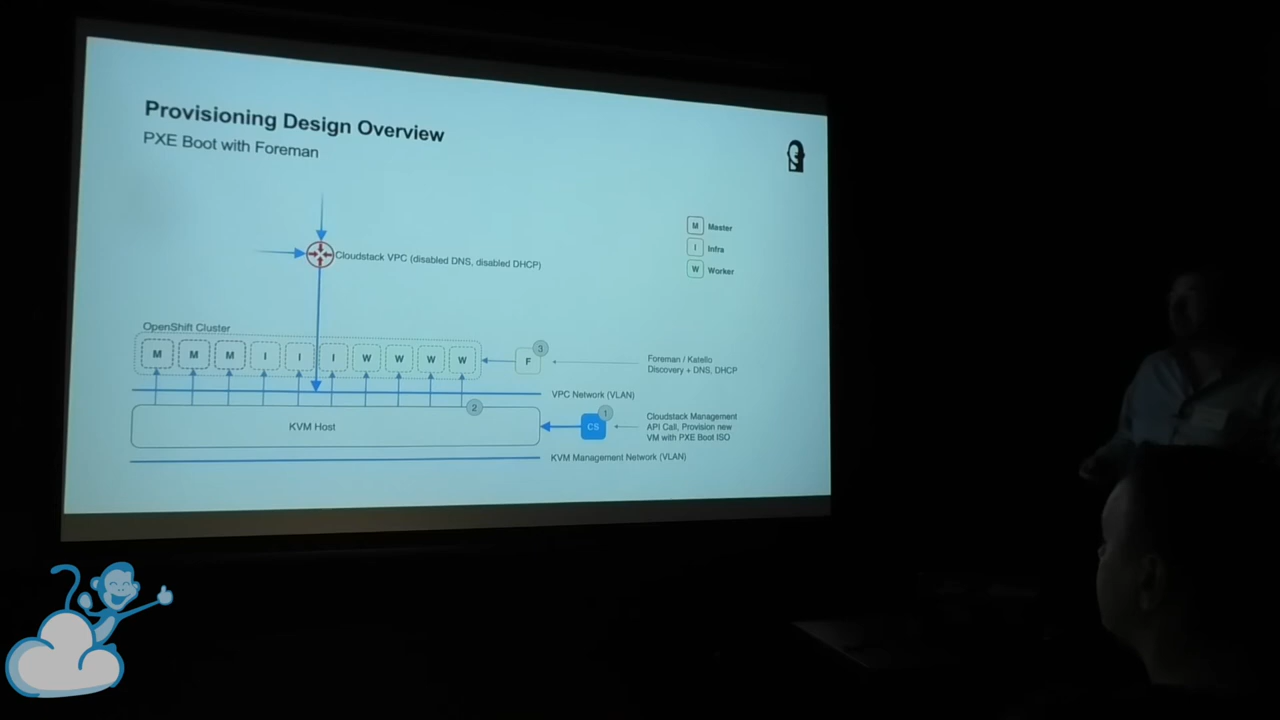 Provisioning Design Overview
PXE Boot with Foreman
M Master
I Infra
W Worker
Cloudstack VPC (disabled DNS, disabled DHCP)
OpenShift Cluster
M M M I I I W W W W
F
3
Foreman / Katello
Discovery + DNS, DHCP
VPC Network (VLAN)
2
KVM Host
CS
1
Cloudstack Management
API Call, Provision new
VM with PXE Boot ISO
KVM Management Network (VLAN)